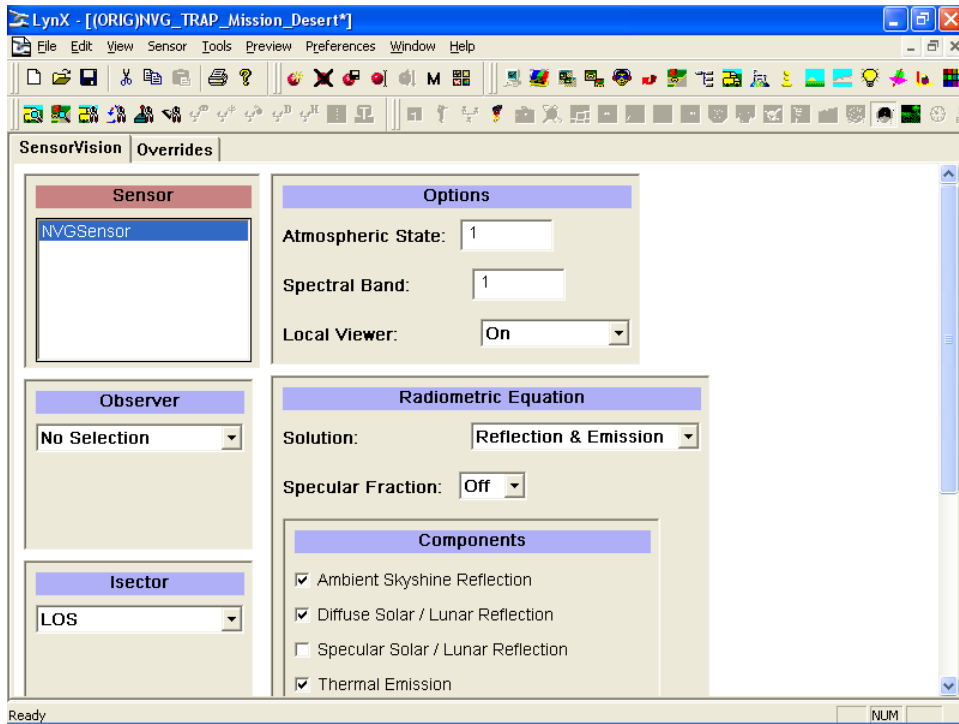 LynX - [(ORIG)NVG_TRAP_Mission_Desert*]
File Edit View Sensor Tools Preview Preferences Window Help
SensorVision Overrides
Sensor
NVGSensor
Options
Atmospheric State: 1
Spectral Band: 1
Local Viewer: On
Observer
No Selection
Radiometric Equation
Solution: Reflection & Emission
Specular Fraction: Off
Components
Ambient Skyshine Reflection
Diffuse Solar / Lunar Reflection
Specular Solar / Lunar Reflection
Thermal Emission
Isector
LOS
Ready NUM